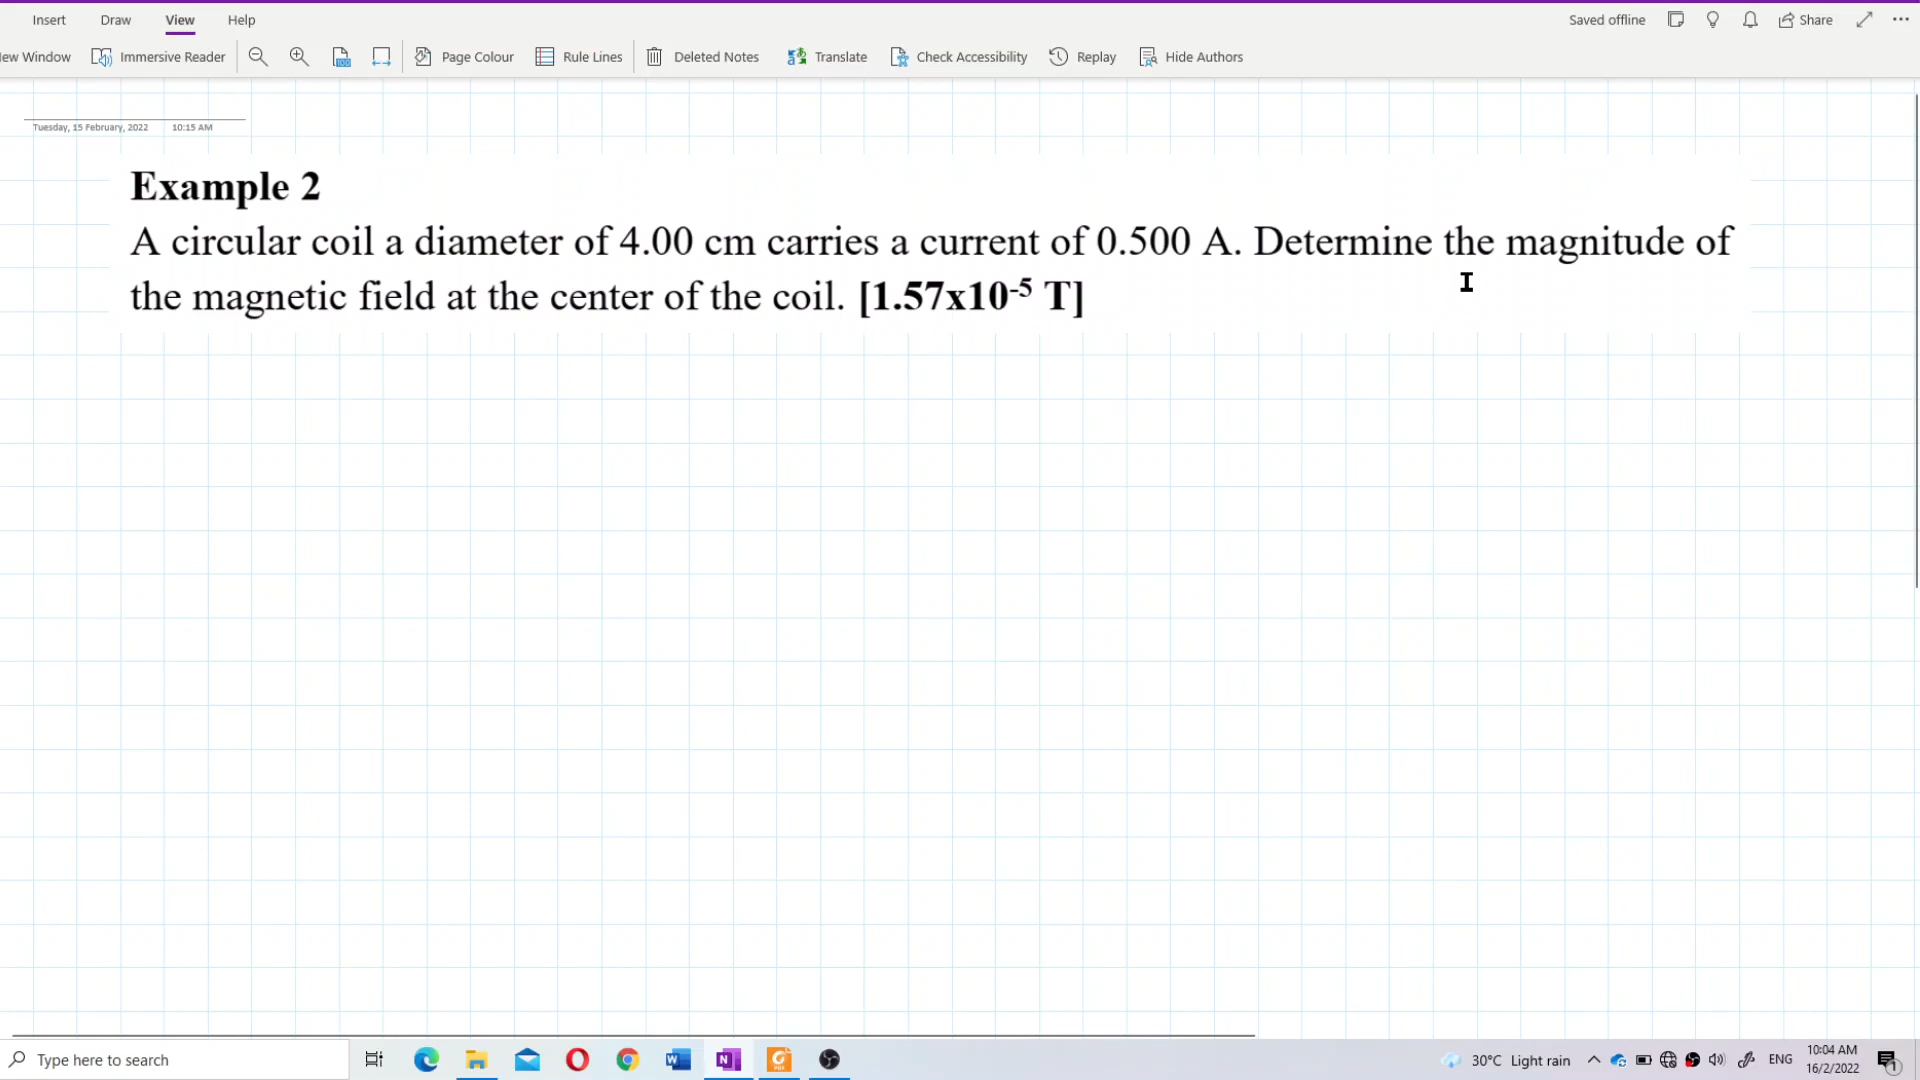 Insert Draw View Help Saved offline Share
ew Window Immersive Reader Page Colour Rule Lines Deleted Notes Translate Check Accessibility Replay Hide Authors
Tuesday, 15 February, 2022 10:15 AM
Example 2
A circular coil a diameter of 4.00 cm carries a current of 0.500 A. Determine the magnitude of
the magnetic field at the center of the coil. [1.57x10⁻⁵ T]
Type here to search 30°C Light rain ENG 10:04 AM
16/2/2022